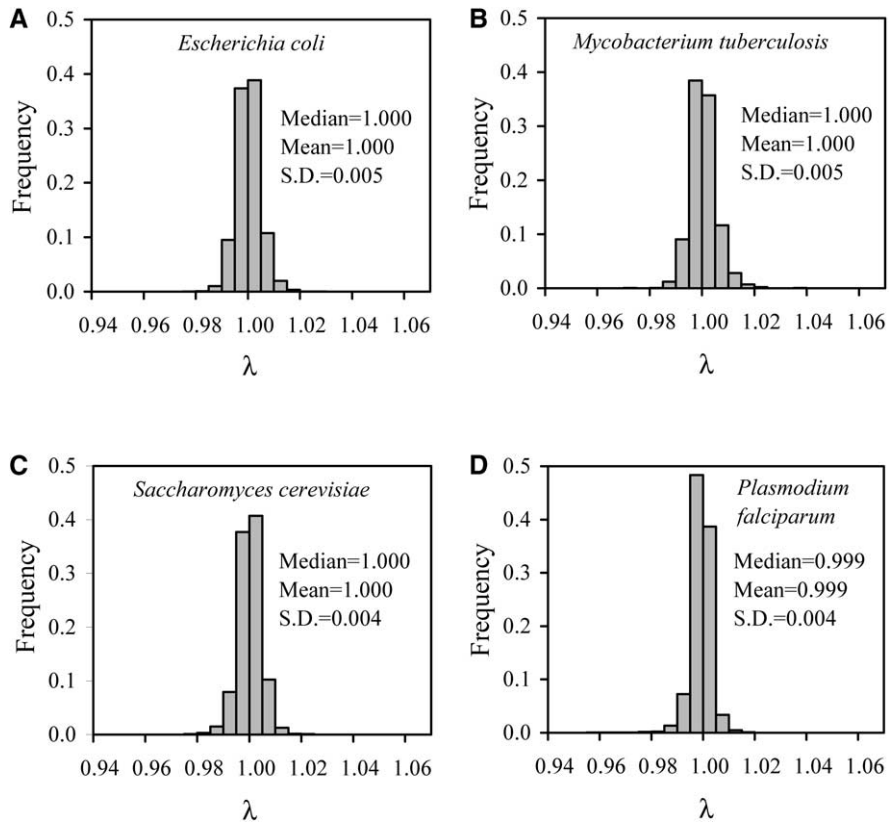 A
Escherichia coli
0.5
0.4
0.3
0.2
0.1
0.0
Frequency
Median=1.000
Mean=1.000
S.D.=0.005
0.94 0.96 0.98 1.00 1.02 1.04 1.06
λ
B
Mycobacterium tuberculosis
0.5
0.4
0.3
0.2
0.1
0.0
Frequency
Median=1.000
Mean=1.000
S.D.=0.005
0.94 0.96 0.98 1.00 1.02 1.04 1.06
λ
C
Saccharomyces cerevisiae
0.5
0.4
0.3
0.2
0.1
0.0
Frequency
Median=1.000
Mean=1.000
S.D.=0.004
0.94 0.96 0.98 1.00 1.02 1.04 1.06
λ
D
Plasmodium
falciparum
0.5
0.4
0.3
0.2
0.1
0.0
Frequency
Median=0.999
Mean=0.999
S.D.=0.004
0.94 0.96 0.98 1.00 1.02 1.04 1.06
λ